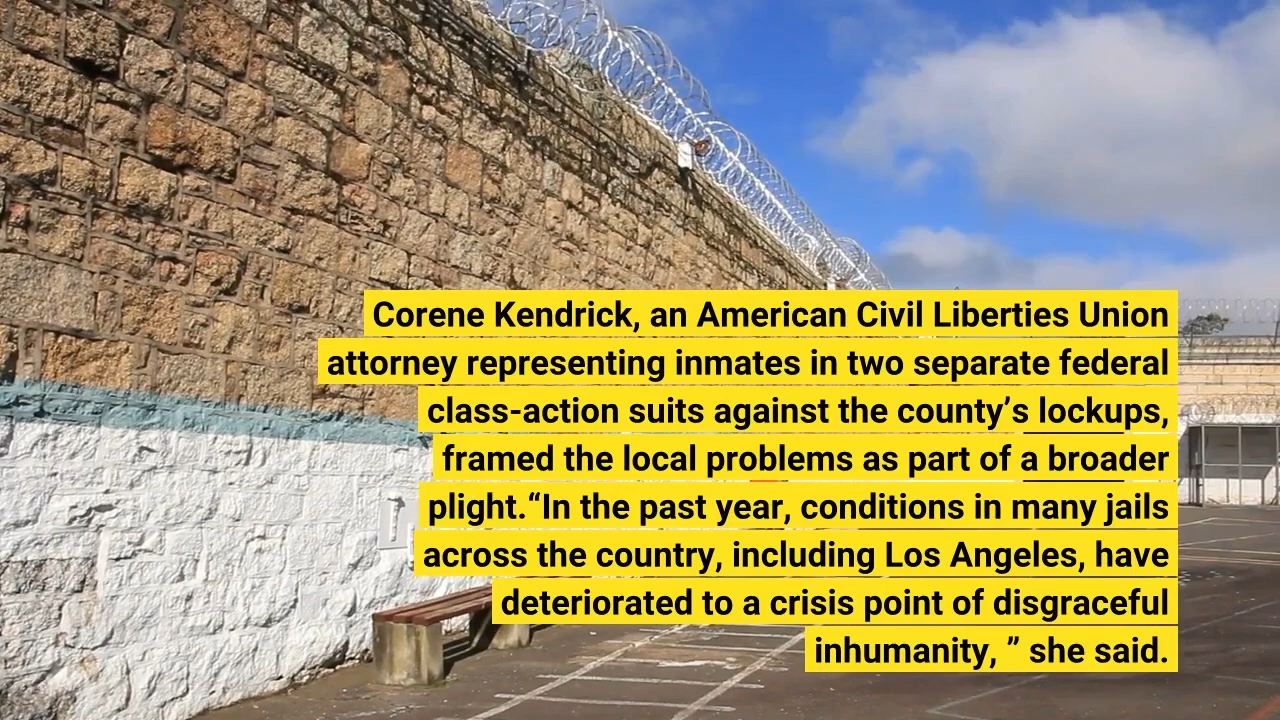 Corene Kendrick, an American Civil Liberties Union
attorney representing inmates in two separate federal
class-action suits against the county’s lockups,
framed the local problems as part of a broader
plight.“In the past year, conditions in many jails
across the country, including Los Angeles, have
deteriorated to a crisis point of disgraceful
inhumanity, ” she said.